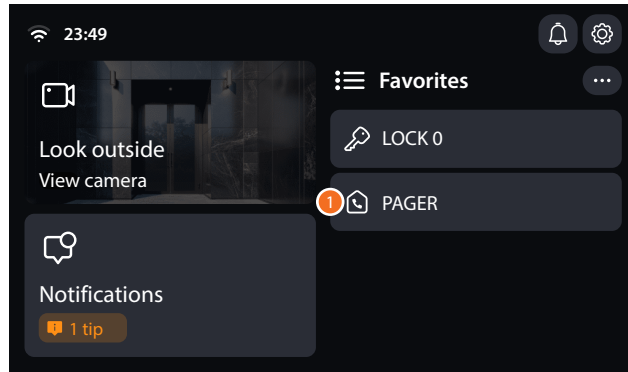 23:49
Look outside
View camera
Notifications
1 tip
Favorites
LOCK 0
1
PAGER